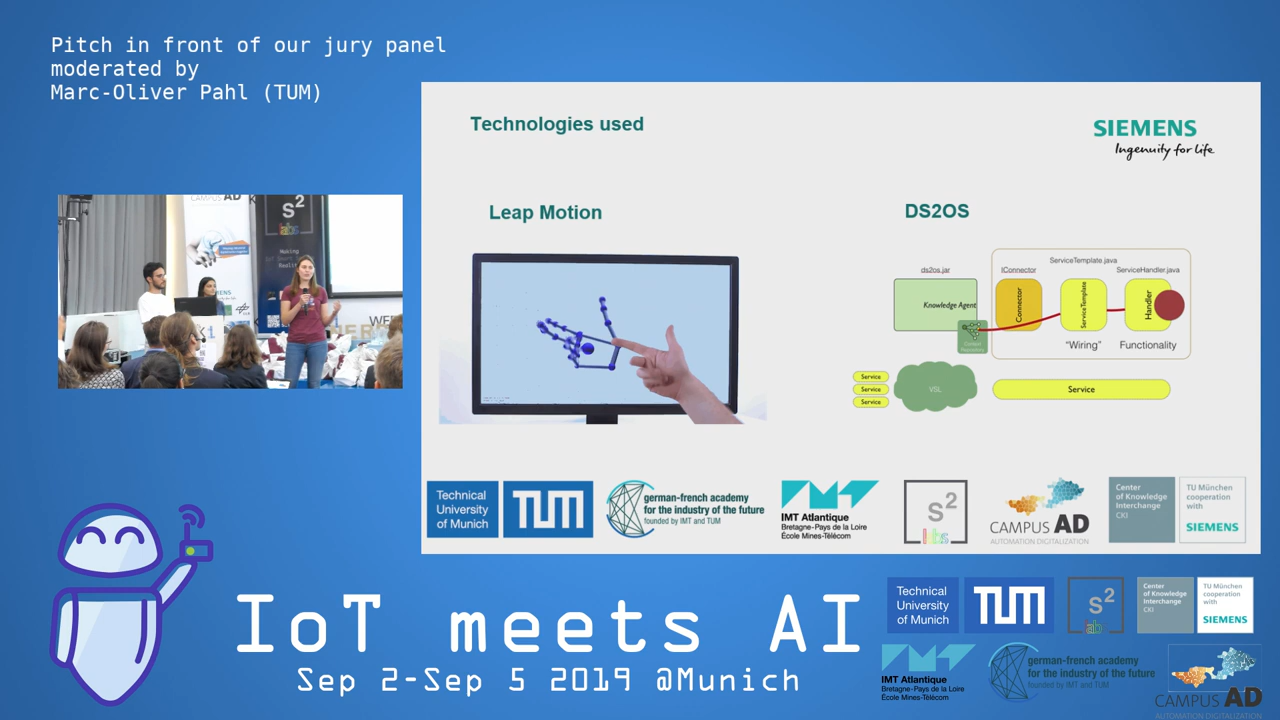 Pitch in front of our jury panel
moderated by
Marc-Oliver Pahl (TUM)
CAMPUS AD
S2
labs
Making
Technologies used
SIEMENS
Ingenuity for life
Leap Motion
DS2OS
ds2os.jar
Knowledge Agent
Context
Repository
ServiceTemplate.java
IConnector
ServiceHandler.java
Connector
ServiceTemplate
Handler
"Wiring"
Functionality
Service
Service
Service
VSL
Service
Technical
University
of Munich
TUM
german-french academy
for the industry of the future
founded by IMT and TUM
IMT Atlantique
Bretagne-Pays de la Loire
École Mines-Télécom
S2
labs
CAMPUS AD
AUTOMATION DIGITALIZATION
Center
of Knowledge
Interchange
CKI
TU München
cooperation
with
SIEMENS
IoT meets AI
Sep 2-Sep 5 2019 @Munich
Technical
University
of Munich
TUM
S2
lab
Center
of Knowledge
Interchange
CKI
TU München
cooperation
with
SIEMENS
IMT Atlantique
Bretagne-Pays de la Loire
École Mines-Télécom
german-french academy
for the industry of the future
founded by IMT and TUM
CAMPUS AD
AUTOMATION DIGITALIZATION